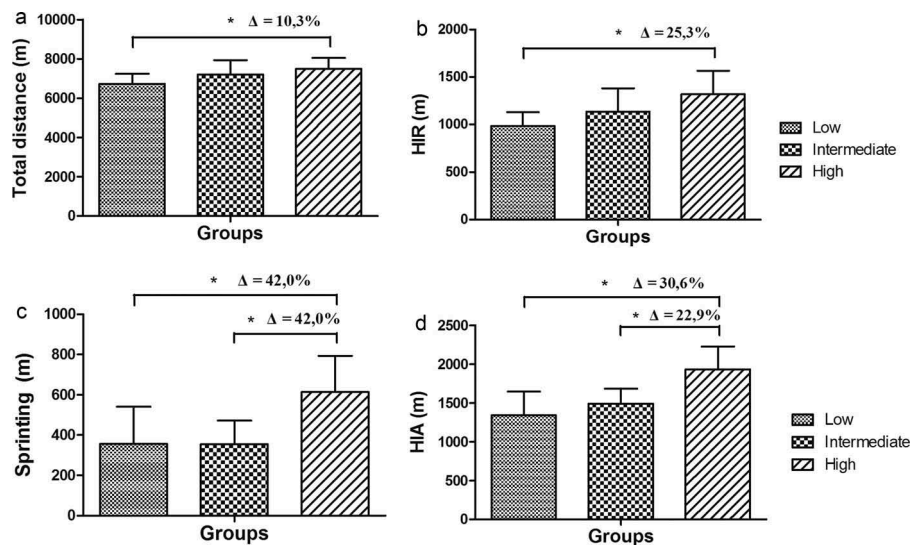 a
* Δ = 10,3%
Total distance (m)
10000
8000
6000
4000
2000
0
Groups
b
* Δ = 25,3%
HIR (m)
2000
1500
1000
500
0
Groups
Low
Intermediate
High
c
* Δ = 42,0%
* Δ = 42,0%
Sprinting (m)
1000
800
600
400
200
0
Groups
d
* Δ = 30,6%
* Δ = 22,9%
HIA (m)
2500
2000
1500
1000
500
0
Groups
Low
Intermediate
High